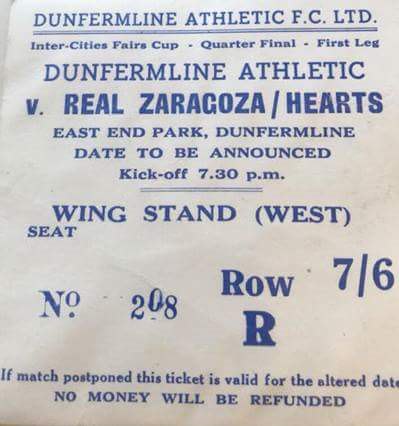 DUNFERMLINE ATHLETIC F.C. LTD.
Inter-Cities Fairs Cup - Quarter Final - First Leg
DUNFERMLINE ATHLETIC
v. REAL ZARAGOZA / HEARTS
EAST END PARK, DUNFERMLINE
DATE TO BE ANNOUNCED
Kick-off 7.30 p.m.
WING STAND (WEST)
SEAT
Nº 208 Row R 7/6
If match postponed this ticket is valid for the altered date
NO MONEY WILL BE REFUNDED